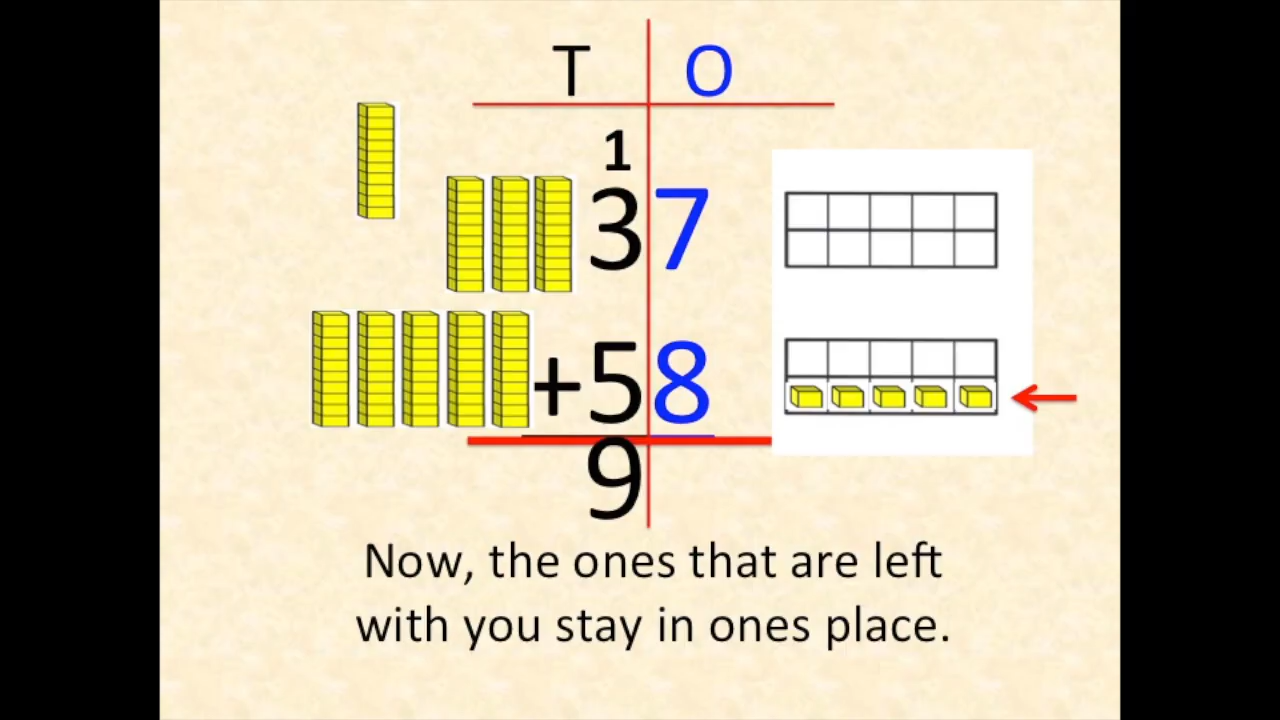 T O
1
37
+58
9
Now, the ones that are left
with you stay in ones place.